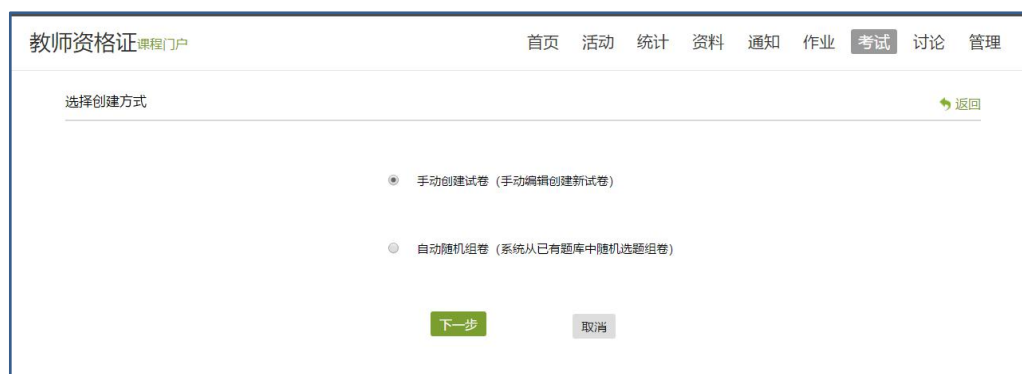 教师资格证课程门户 首页 活动 统计 资料 通知 作业 考试 讨论 管理
选择创建方式 返回
手动创建试卷（手动编辑创建新试卷）
自动随机组卷（系统从已有题库中随机选题组卷）
下一步 取消